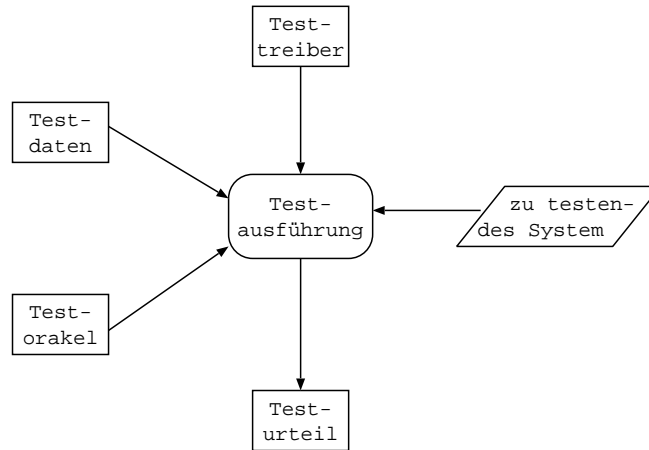 Test-
treiber
Test-
daten
Test-
ausführung
zu testen-
des System
Test-
orakel
Test-
urteil